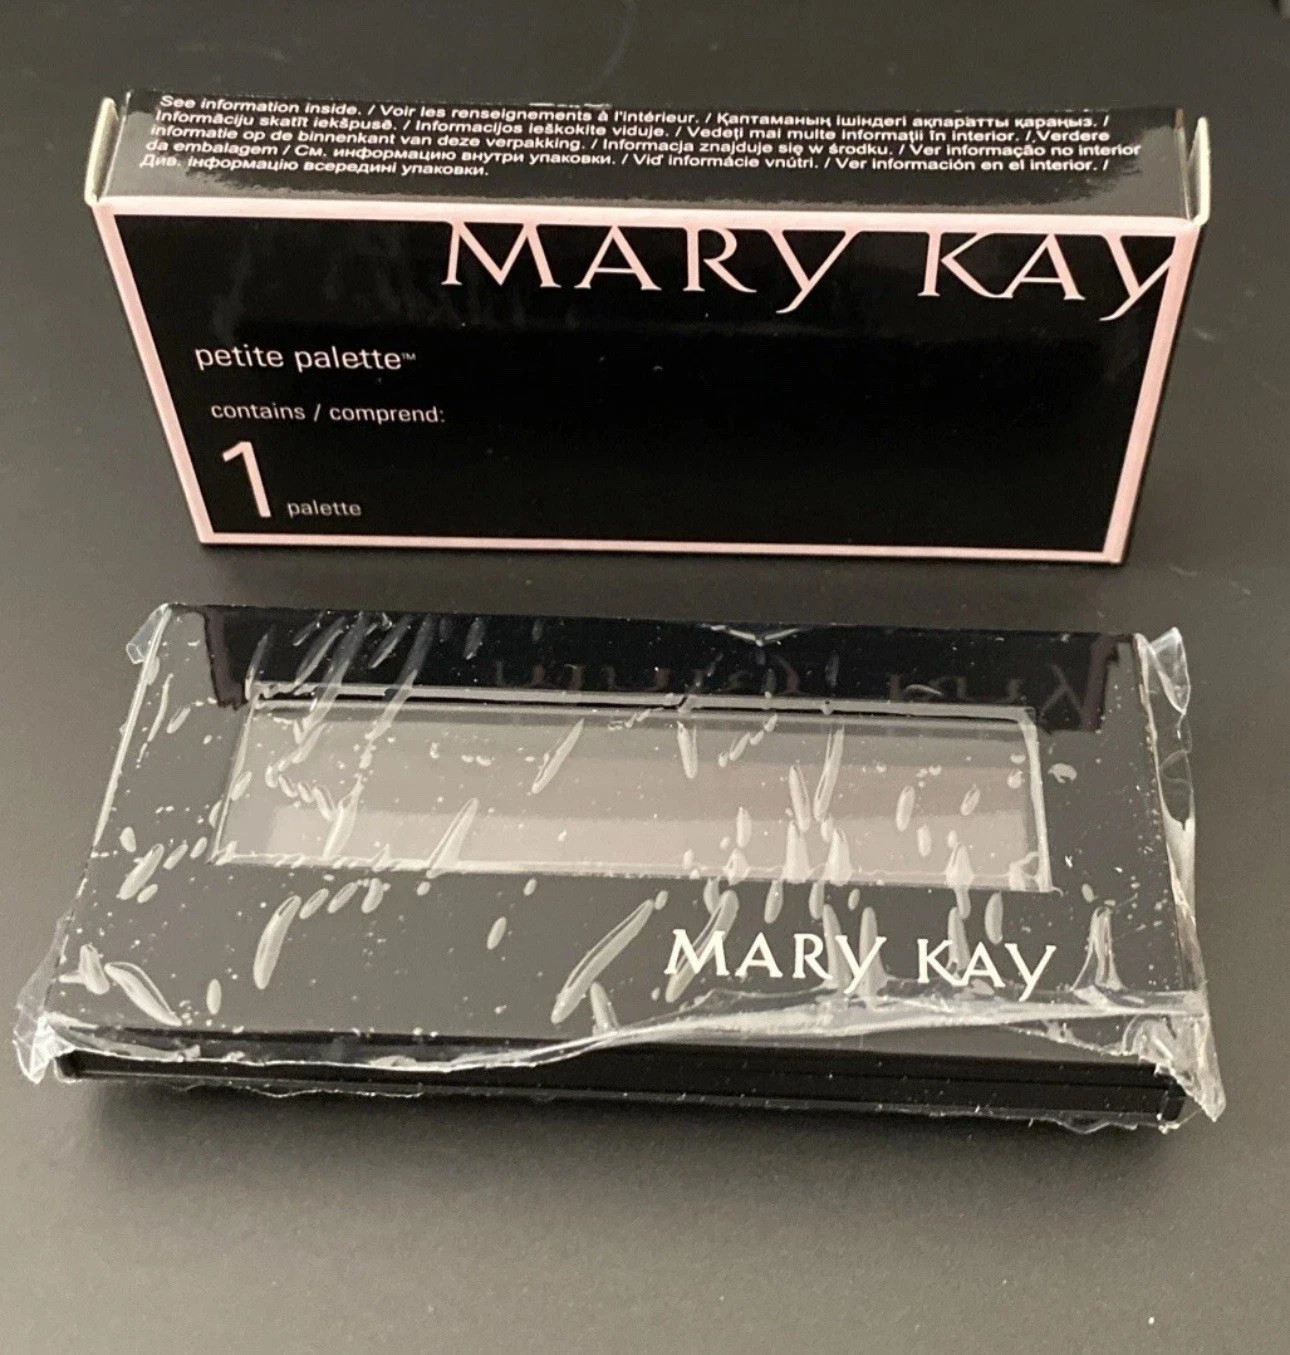 See information inside. / Voir les renseignements à l'intérieur. / Қаптаманың ішіндегі ақпаратты қараңыз. /
Informāciju skatīt iekšpusē. / Informacijos ieškokite viduje. / Vedeți mai multe informații în interior. / Verdere
informatie op de binnenkant van deze verpakking. / Informacja znajduje się w środku. / Ver informação no interior
da embalagem / См. информацию внутри упаковки. / Viď informácie vnútri. / Ver información en el interior. /
Див. інформацію всередині упаковки.
MARY KAY
petite palette™
contains / comprend:
1 palette
MARY KAY